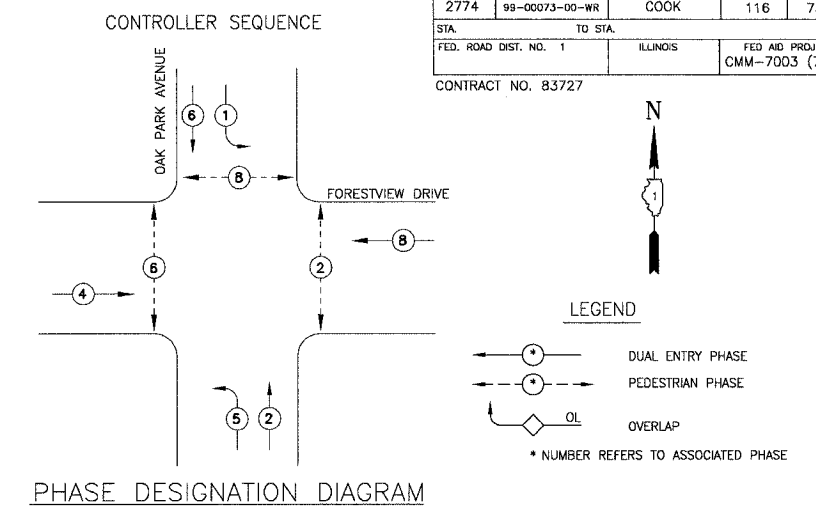 CONTROLLER SEQUENCE
2774 99-00073-00-WR COOK 116
STA. TO STA.
FED. ROAD DIST. NO. 1 ILLINOIS FED AID
CMM-7003
CONTRACT NO. 83727
OAK PARK AVENUE
6 1
8
FORESTVIEW DRIVE
8
6 2
4
5 2
N
1
LEGEND
* DUAL ENTRY PHASE
* PEDESTRIAN PHASE
OL OVERLAP
* NUMBER REFERS TO ASSOCIATED PHASE
PHASE DESIGNATION DIAGRAM